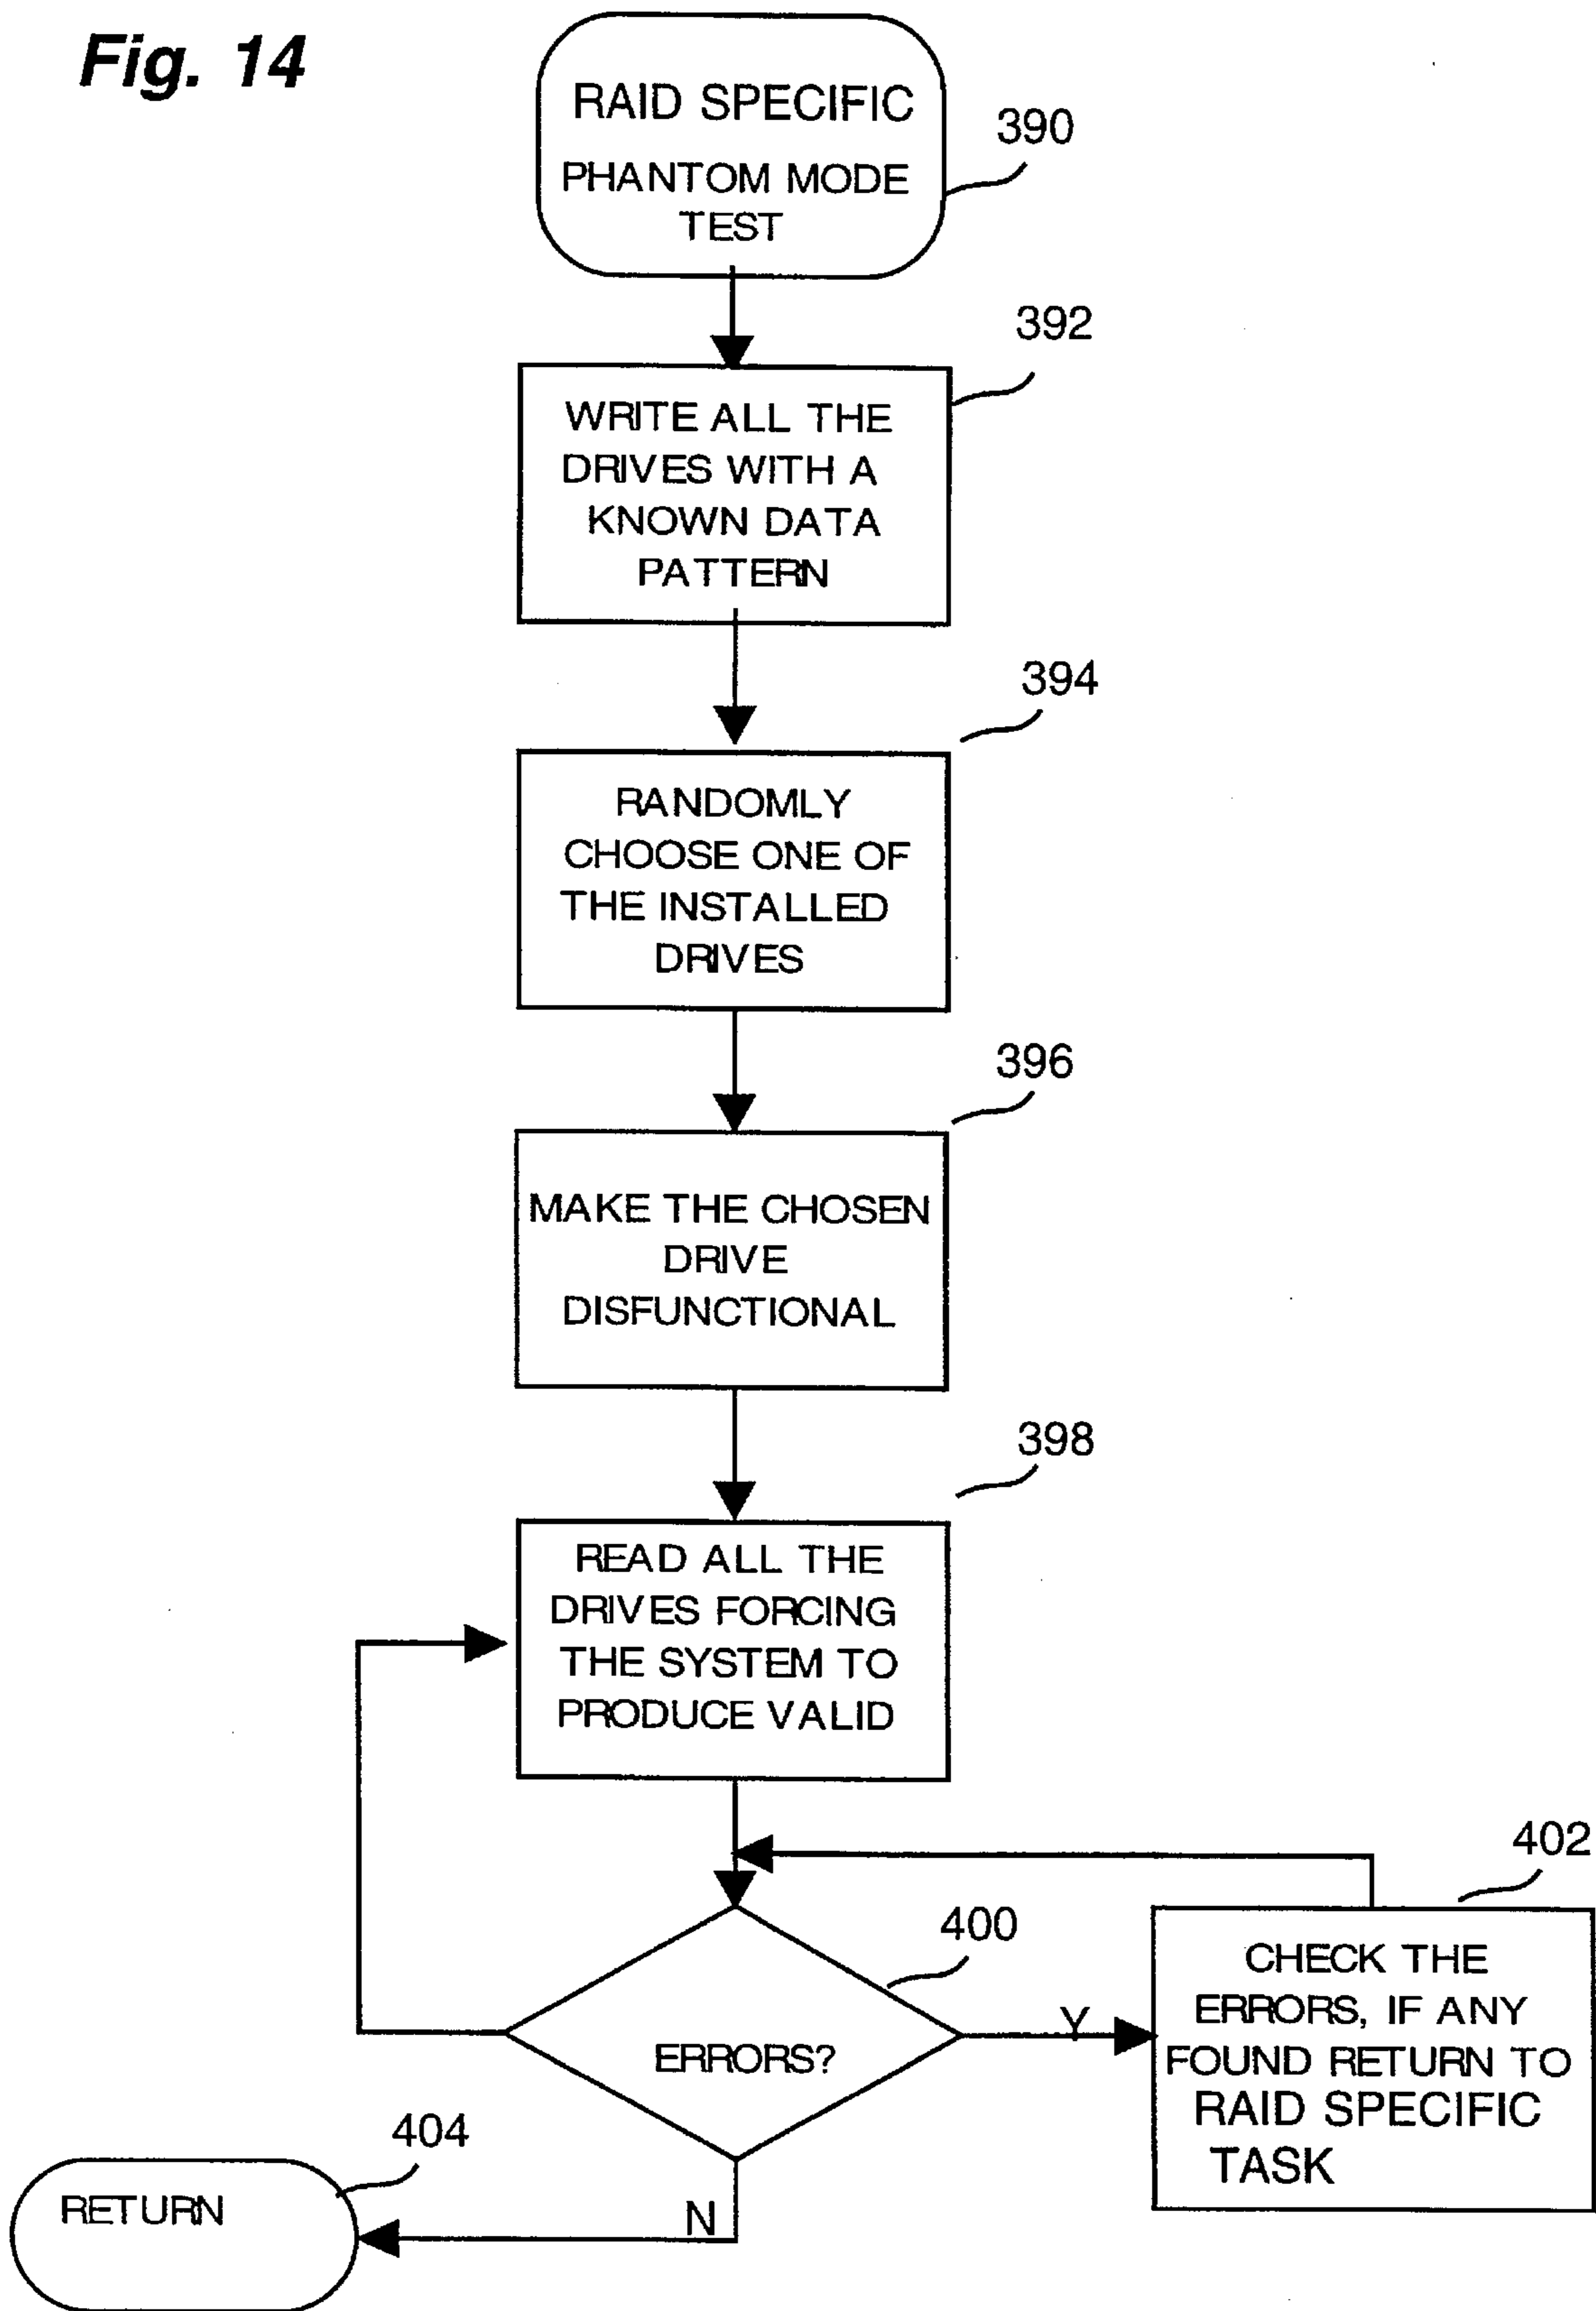 Fig. 14
RAID SPECIFIC
PHANTOM MODE
TEST
390
392
WRITE ALL THE
DRIVES WITH A
KNOWN DATA
PATTERN
394
RANDOMLY
CHOOSE ONE OF
THE INSTALLED
DRIVES
396
MAKE THE CHOSEN
DRIVE
DISFUNCTIONAL
398
READ ALL THE
DRIVES FORCING
THE SYSTEM TO
PRODUCE VALID
400
ERRORS?
Y
402
CHECK THE
ERRORS, IF ANY
FOUND RETURN TO
RAID SPECIFIC
TASK
N
404
RETURN